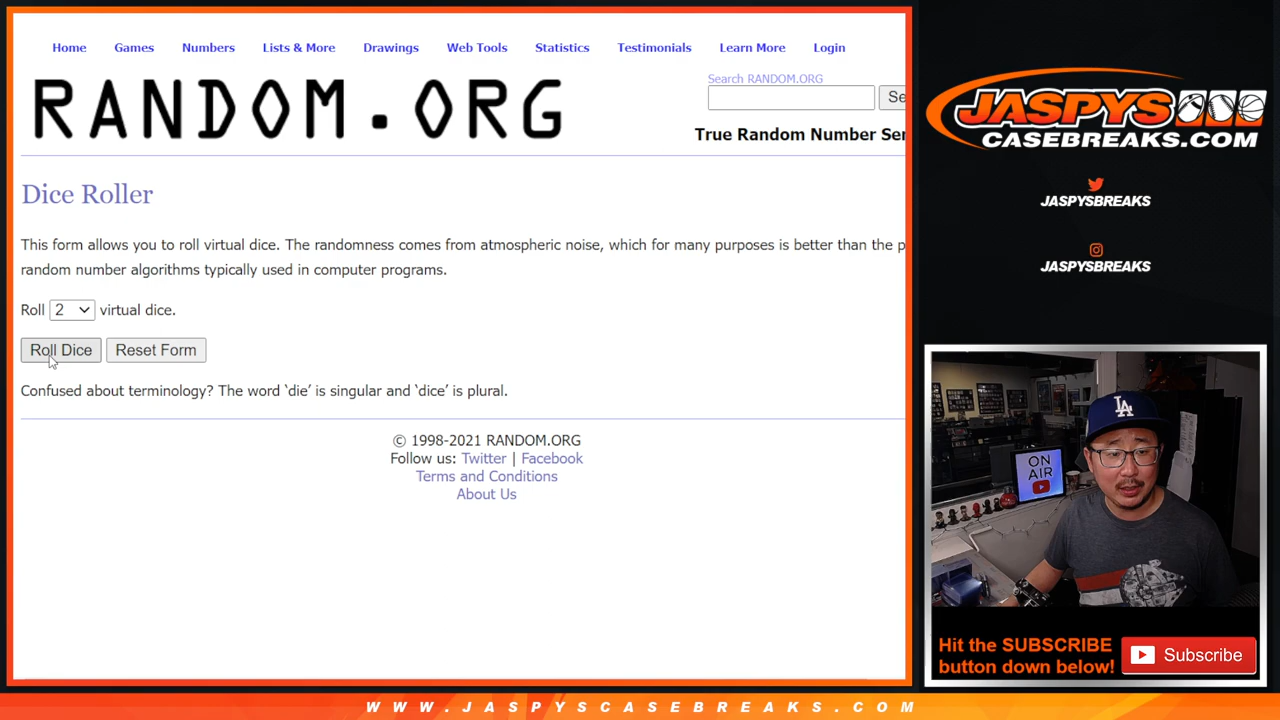 Home Games Numbers Lists & More Drawings Web Tools Statistics Testimonials Learn More Login
RANDOM.ORG
Search RANDOM.ORG
Se
True Random Number Ser
Dice Roller
This form allows you to roll virtual dice. The randomness comes from atmospheric noise, which for many purposes is better than the p
random number algorithms typically used in computer programs.
Roll 2 virtual dice.
Roll Dice Reset Form
Confused about terminology? The word ‘die’ is singular and ‘dice’ is plural.
© 1998-2021 RANDOM.ORG
Follow us: Twitter | Facebook
Terms and Conditions
About Us
JASPYS
CASEBREAKS.COM
JASPYSBREAKS
JASPYSBREAKS
ON
AIR
LA
Hit the SUBSCRIBE
button down below!
Subscribe
WWW.JASPYSCASEBREAKS.COM